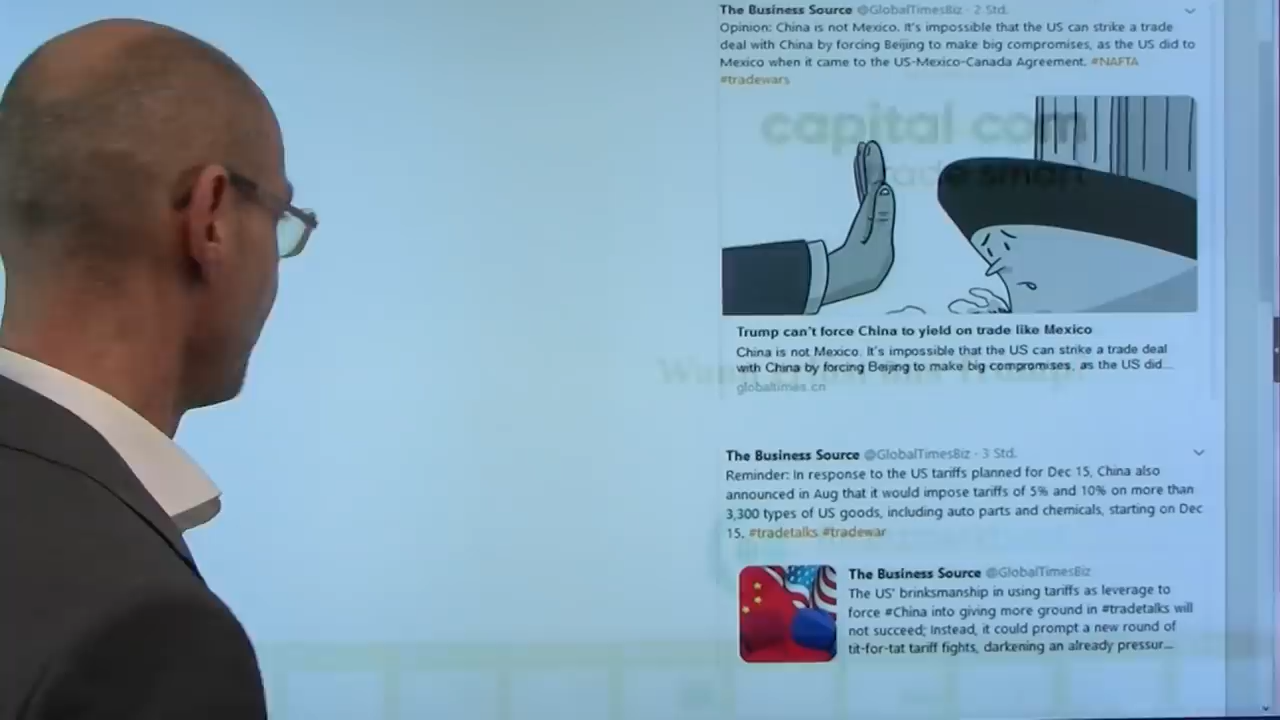 The Business Source @GlobalTimesBiz · 2 Std.
Opinion: China is not Mexico. It's impossible that the US can strike a trade
deal with China by forcing Beijing to make big compromises, as the US did to
Mexico when it came to the US-Mexico-Canada Agreement. #NAFTA
#tradewars
capital com
trade smart
Trump can't force China to yield on trade like Mexico
China is not Mexico. It's impossible that the US can strike a trade deal
with China by forcing Beijing to make big compromises, as the US did...
globaltimes.cn
The Business Source @GlobalTimesBiz · 3 Std.
Reminder: In response to the US tariffs planned for Dec 15, China also
announced in Aug that it would impose tariffs of 5% and 10% on more than
3,300 types of US goods, including auto parts and chemicals, starting on Dec
15. #tradetalks #tradewar
The Business Source @GlobalTimesBiz
The US' brinksmanship in using tariffs as leverage to
force #China into giving more ground in #tradetalks will
not succeed; Instead, it could prompt a new round of
tit-for-tat tariff fights, darkening an already pressur...